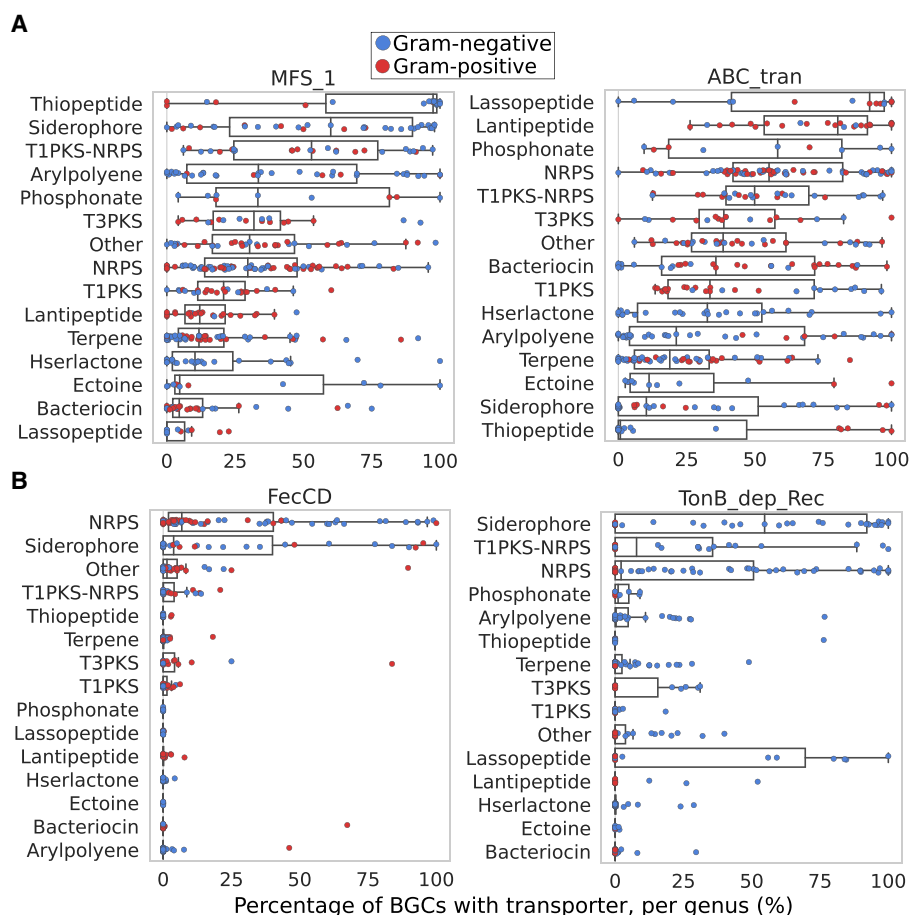 A
Gram-negative
Gram-positive
MFS_1
Thiopeptide
Siderophore
T1PKS-NRPS
Arylpolyene
Phosphonate
T3PKS
Other
NRPS
T1PKS
Lantipeptide
Terpene
Hserlactone
Ectoine
Bacteriocin
Lassopeptide
0 25 50 75 100
ABC_tran
Lassopeptide
Lantipeptide
Phosphonate
NRPS
T1PKS-NRPS
T3PKS
Other
Bacteriocin
T1PKS
Hserlactone
Arylpolyene
Terpene
Ectoine
Siderophore
Thiopeptide
0 25 50 75 100
B
FecCD
NRPS
Siderophore
Other
T1PKS-NRPS
Thiopeptide
Terpene
T3PKS
T1PKS
Phosphonate
Lassopeptide
Lantipeptide
Hserlactone
Ectoine
Bacteriocin
Arylpolyene
0 25 50 75 100
TonB_dep_Rec
Siderophore
T1PKS-NRPS
NRPS
Phosphonate
Arylpolyene
Thiopeptide
Terpene
T3PKS
T1PKS
Other
Lassopeptide
Lantipeptide
Hserlactone
Ectoine
Bacteriocin
0 25 50 75 100
Percentage of BGCs with transporter, per genus (%)